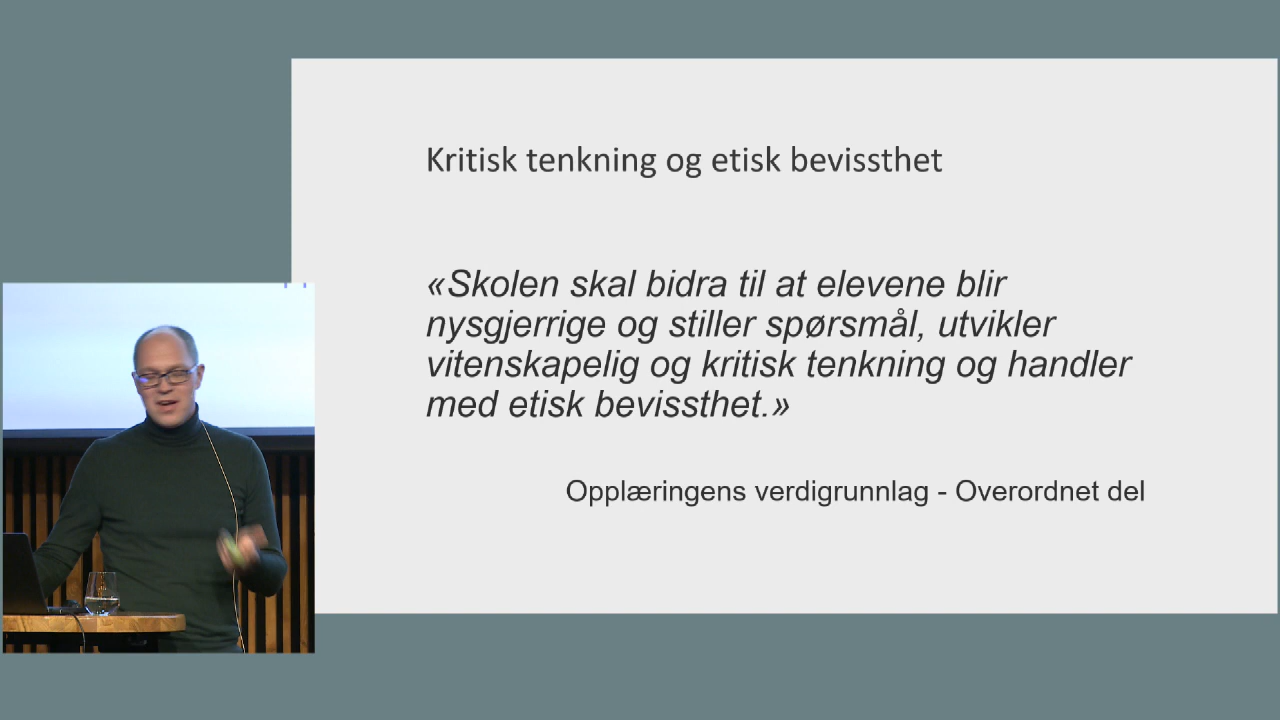 Kritisk tenkning og etisk bevissthet
«Skolen skal bidra til at elevene blir
nysgjerrige og stiller spørsmål, utvikler
vitenskapelig og kritisk tenkning og handler
med etisk bevissthet.»
Opplæringens verdigrunnlag - Overordnet del